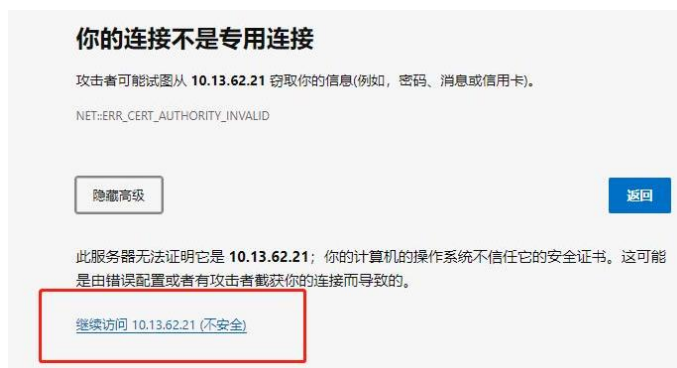 你的连接不是专用连接
攻击者可能试图从 10.13.62.21 窃取你的信息(例如，密码、消息或信用卡)。
NET::ERR_CERT_AUTHORITY_INVALID
隐藏高级
返回
此服务器无法证明它是 10.13.62.21；你的计算机的操作系统不信任它的安全证书。这可能
是由错误配置或者有攻击者截获你的连接而导致的。
继续访问 10.13.62.21 (不安全)